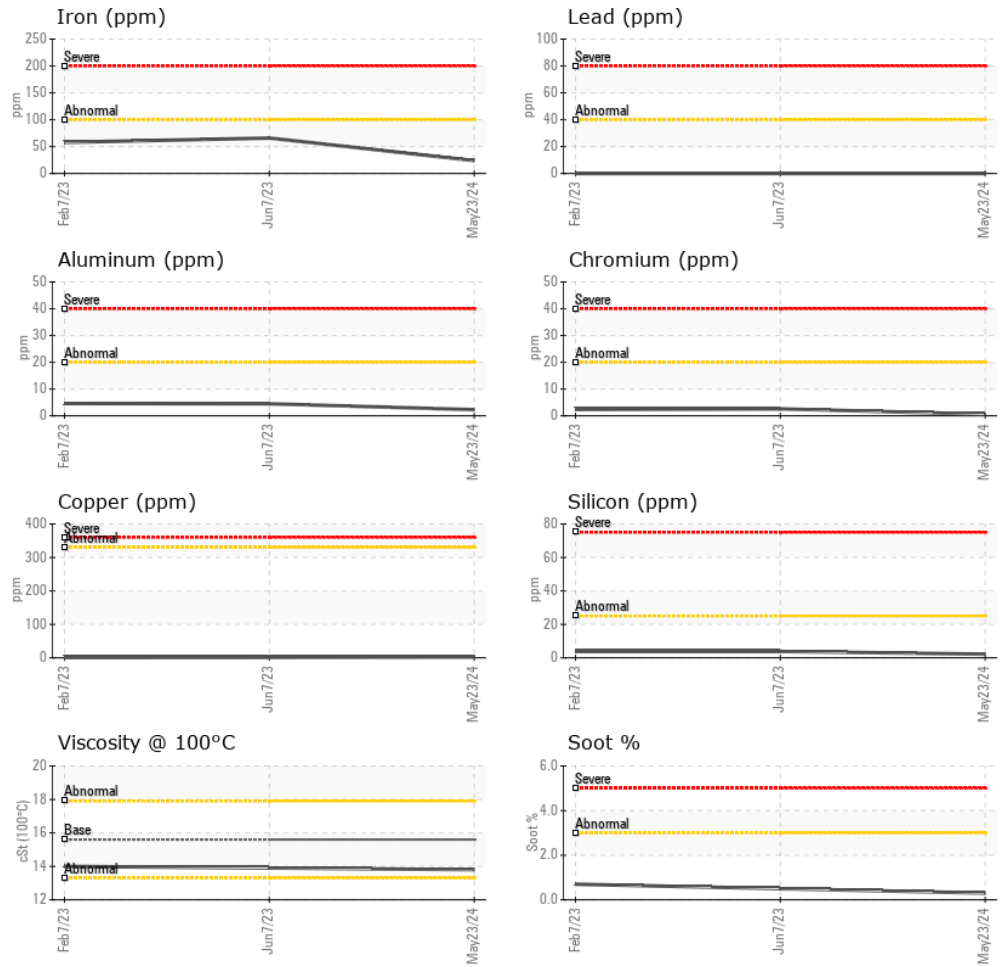 Iron (ppm)
250
200
150
100
50
0
ppm
Severe
Abnormal
Feb7/23
Jun7/23
May23/24
Lead (ppm)
100
80
60
40
20
0
ppm
Severe
Abnormal
Feb7/23
Jun7/23
May23/24
Aluminum (ppm)
50
40
30
20
10
0
ppm
Severe
Abnormal
Feb7/23
Jun7/23
May23/24
Chromium (ppm)
50
40
30
20
10
0
ppm
Severe
Abnormal
Feb7/23
Jun7/23
May23/24
Copper (ppm)
400
300
200
100
0
ppm
Severe
Abnormal
Feb7/23
Jun7/23
May23/24
Silicon (ppm)
80
60
40
20
0
ppm
Severe
Abnormal
Feb7/23
Jun7/23
May23/24
Viscosity @ 100°C
20
18
16
14
12
cSt (100°C)
Abnormal
Base
Abnormal
Feb7/23
Jun7/23
May23/24
Soot %
6.0
4.0
2.0
0.0
Soot %
Severe
Abnormal
Feb7/23
Jun7/23
May23/24